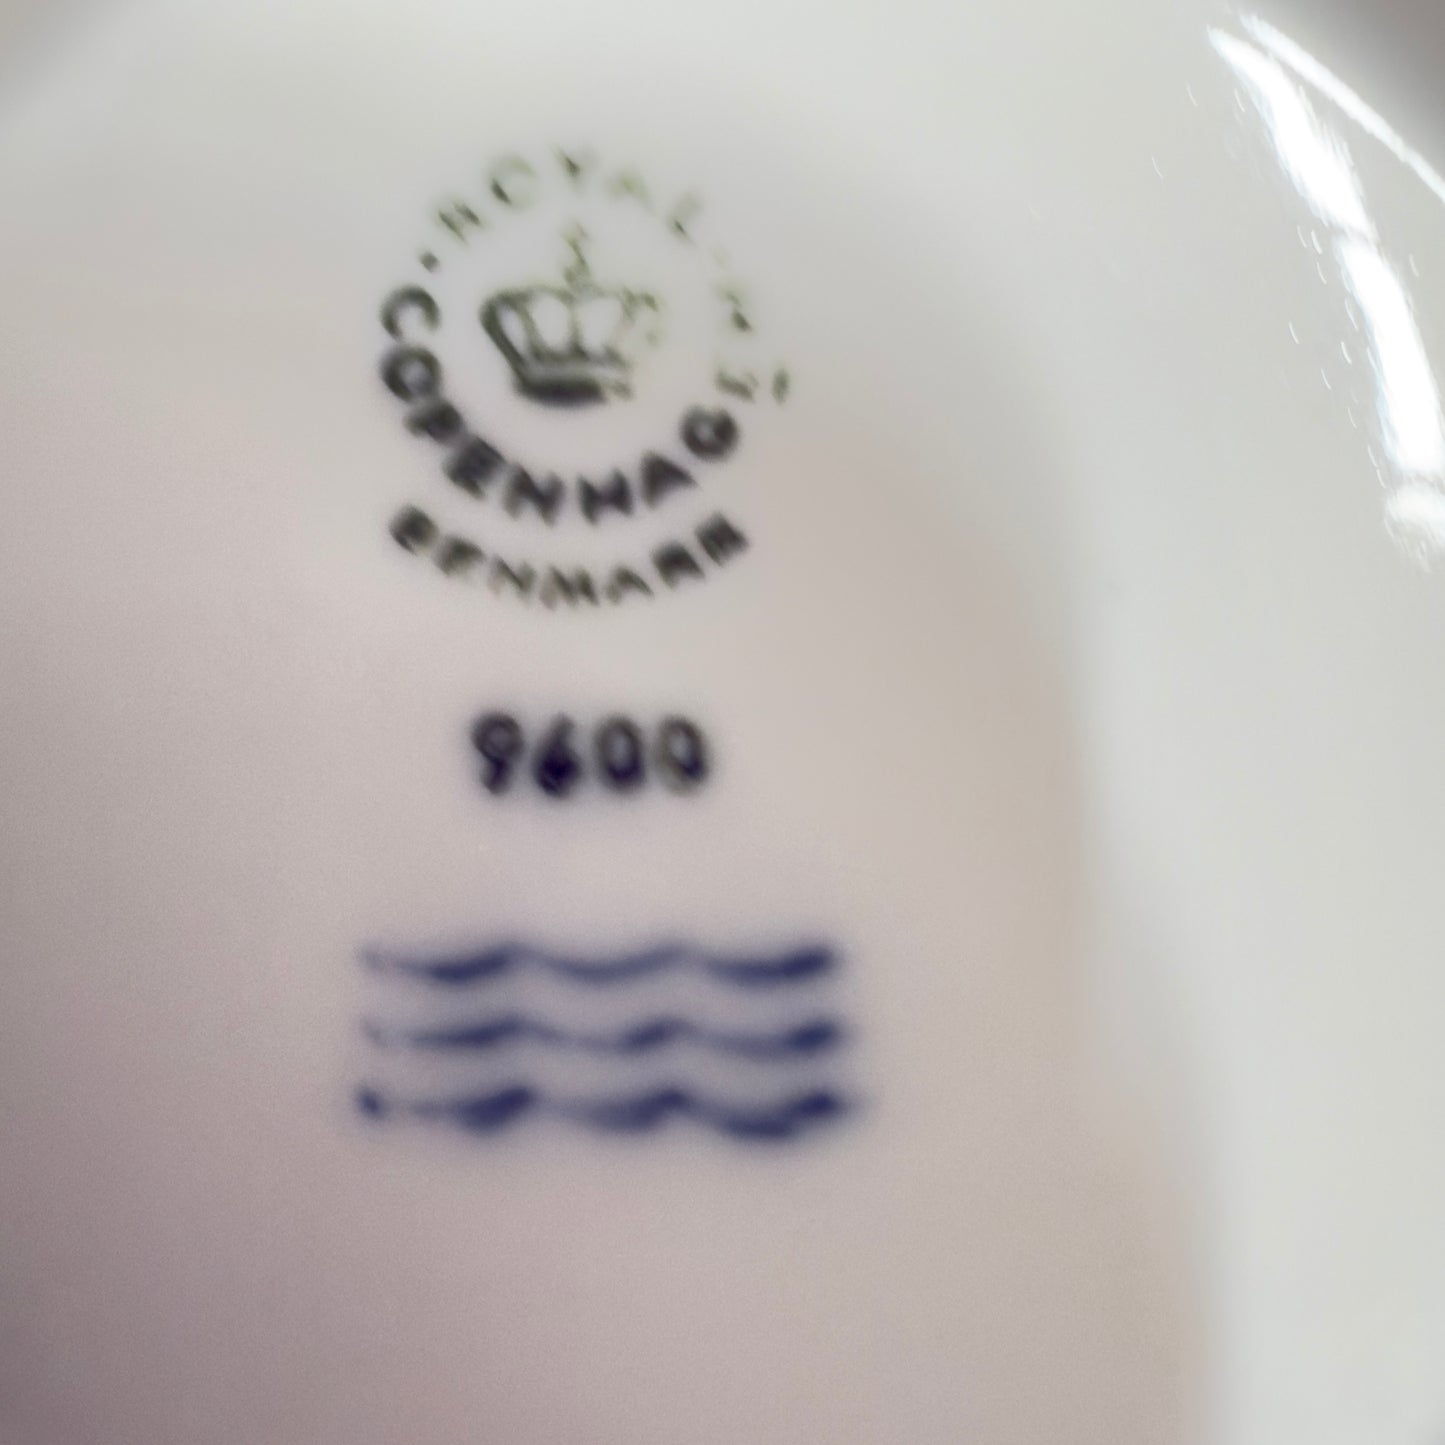 ROYAL
COPENHAGEN
DENMARK
9600